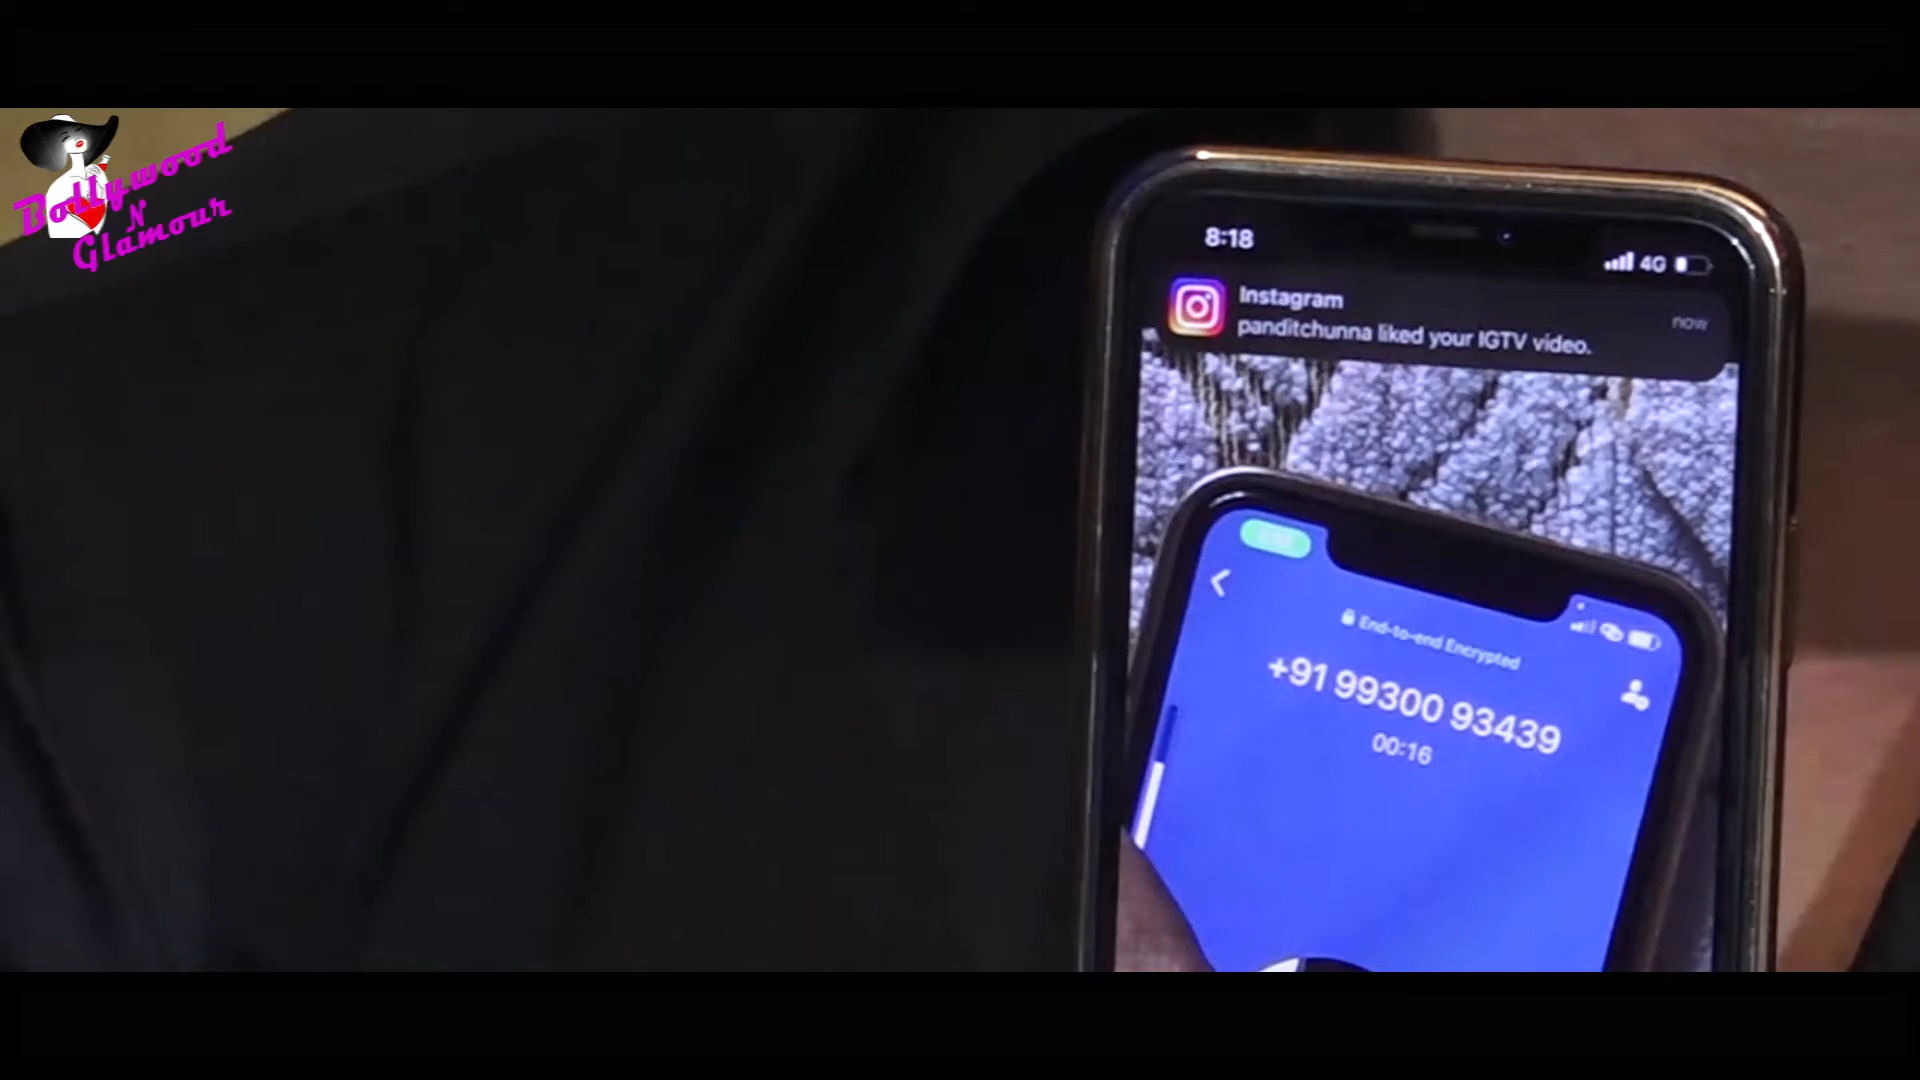 Bollywood
N
Glamour
8:18
4G
Instagram
now
panditchunna liked your IGTV video.
End-to-end Encrypted
+91 99300 93439
00:16